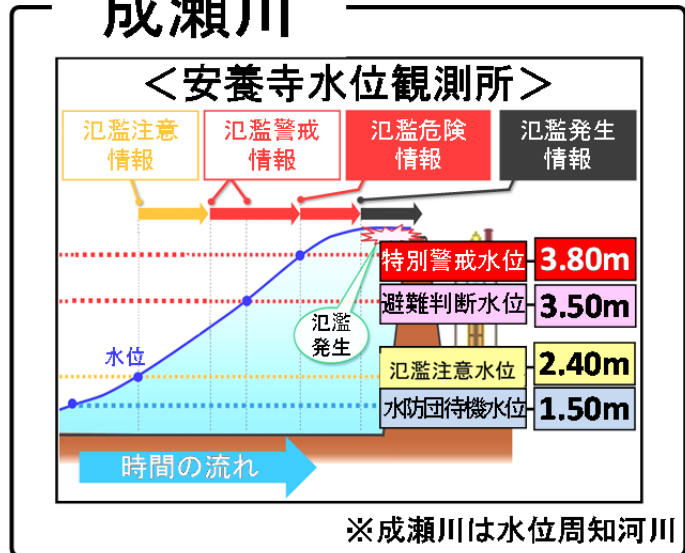 成瀬川
＜安養寺水位観測所＞
氾濫注意
情報
氾濫警戒
情報
氾濫危険
情報
氾濫発生
情報
特別警戒水位
3.80m
避難判断水位
3.50m
氾濫
発生
水位
氾濫注意水位
2.40m
水防団待機水位
1.50m
時間の流れ
※成瀬川は水位周知河川